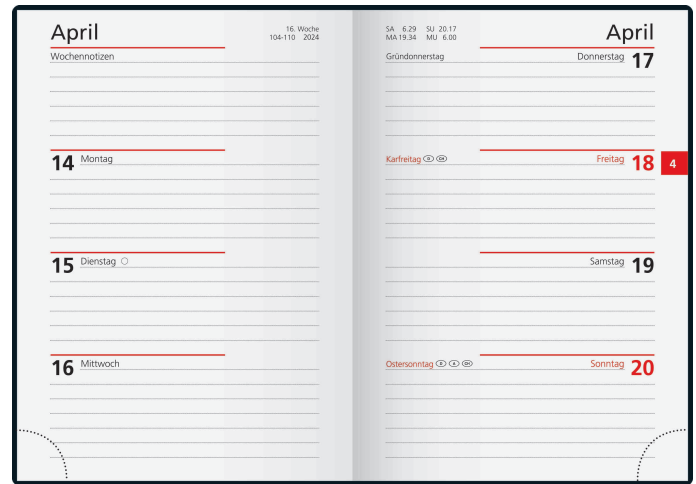 April
16. Woche
104-110 2024
Wochennotizen
14 Montag
15 Dienstag
16 Mittwoch
SA 6.29 SU 20.17
MA 19.34 MU 6.00
April
Gründonnerstag Donnerstag 17
Karfreitag D CH Freitag 18
4
Samstag 19
Ostersonntag D A CH Sonntag 20